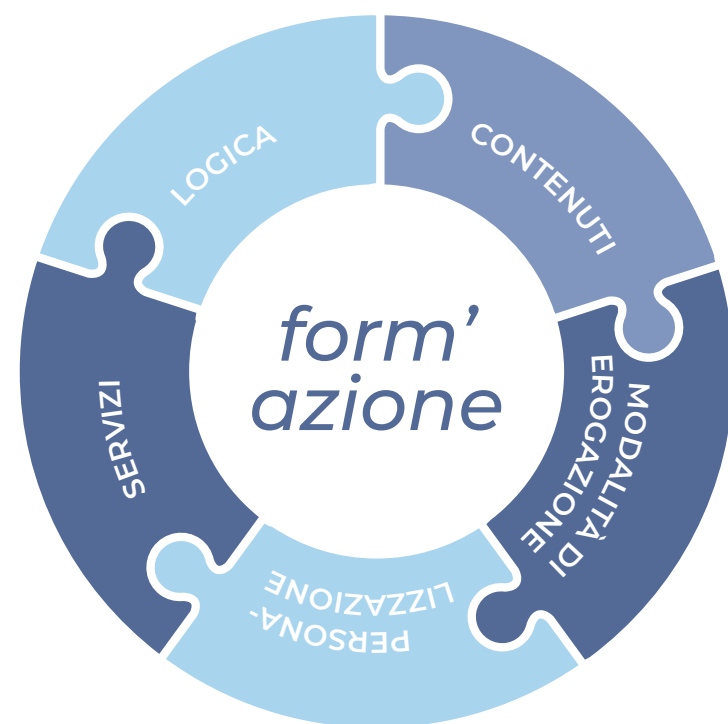 LOGICA
CONTENUTI
form’
azione
MODALITÀ DI
EROGAZIONE
PERSONA-
LIZZAZIONE
SERVIZI